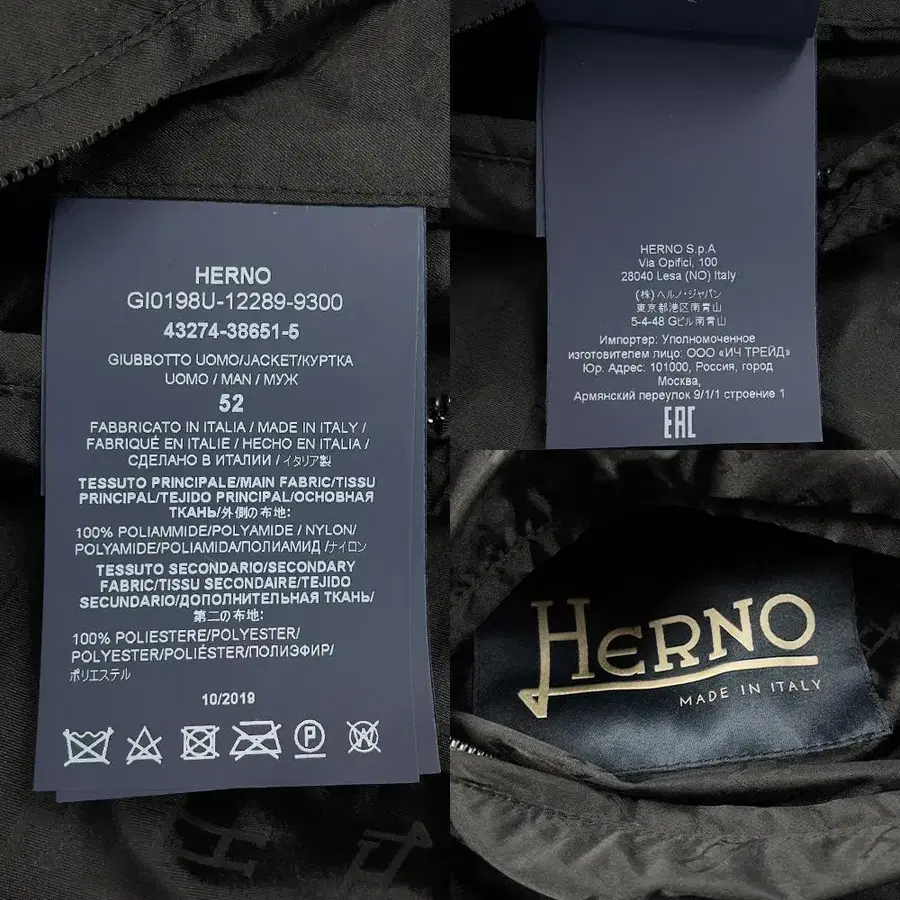 HERNO
GI0198U-12289-9300
43274-38651-5
GIUBBOTTO UOMO/JACKET/КУРТКА
UOMO / MAN / МУЖ
52
FABBRICATO IN ITALIA / MADE IN ITALY /
FABRIQUÉ EN ITALIE / HECHO EN ITALIA /
СДЕЛАНО В ИТАЛИИ / イタリア製
TESSUTO PRINCIPALE/MAIN FABRIC/TISSU
PRINCIPAL/TEJIDO PRINCIPAL/ОСНОВНАЯ
ТКАНЬ/外側の布地:
100% POLIAMMIDE/POLYAMIDE / NYLON/
POLYAMIDE/POLIAMIDA/ПОЛИАМИД /ナイロン
TESSUTO SECONDARIO/SECONDARY
FABRIC/TISSU SECONDAIRE/TEJIDO
SECUNDARIO/ДОПОЛНИТЕЛЬНАЯ ТКАНЬ/
第二の布地:
100% POLIESTERE/POLYESTER/
POLYESTER/POLIÉSTER/ПОЛИЭФИР/
ポリエステル
10/2019
P
W
HERNO S.p.A
Via Opifici, 100
28040 Lesa (NO) Italy
(株)ヘルノ・ジャパン
東京都港区南青山
5-4-48 Gビル南青山
Импортер: Уполномоченное
изготовителем лицо: ООО «ИЧ ТРЕЙД»
Юр. Адрес: 101000, Россия, город
Москва,
Армянский переулок 9/1/1 строение 1
EAC
HERNO
MADE IN ITALY